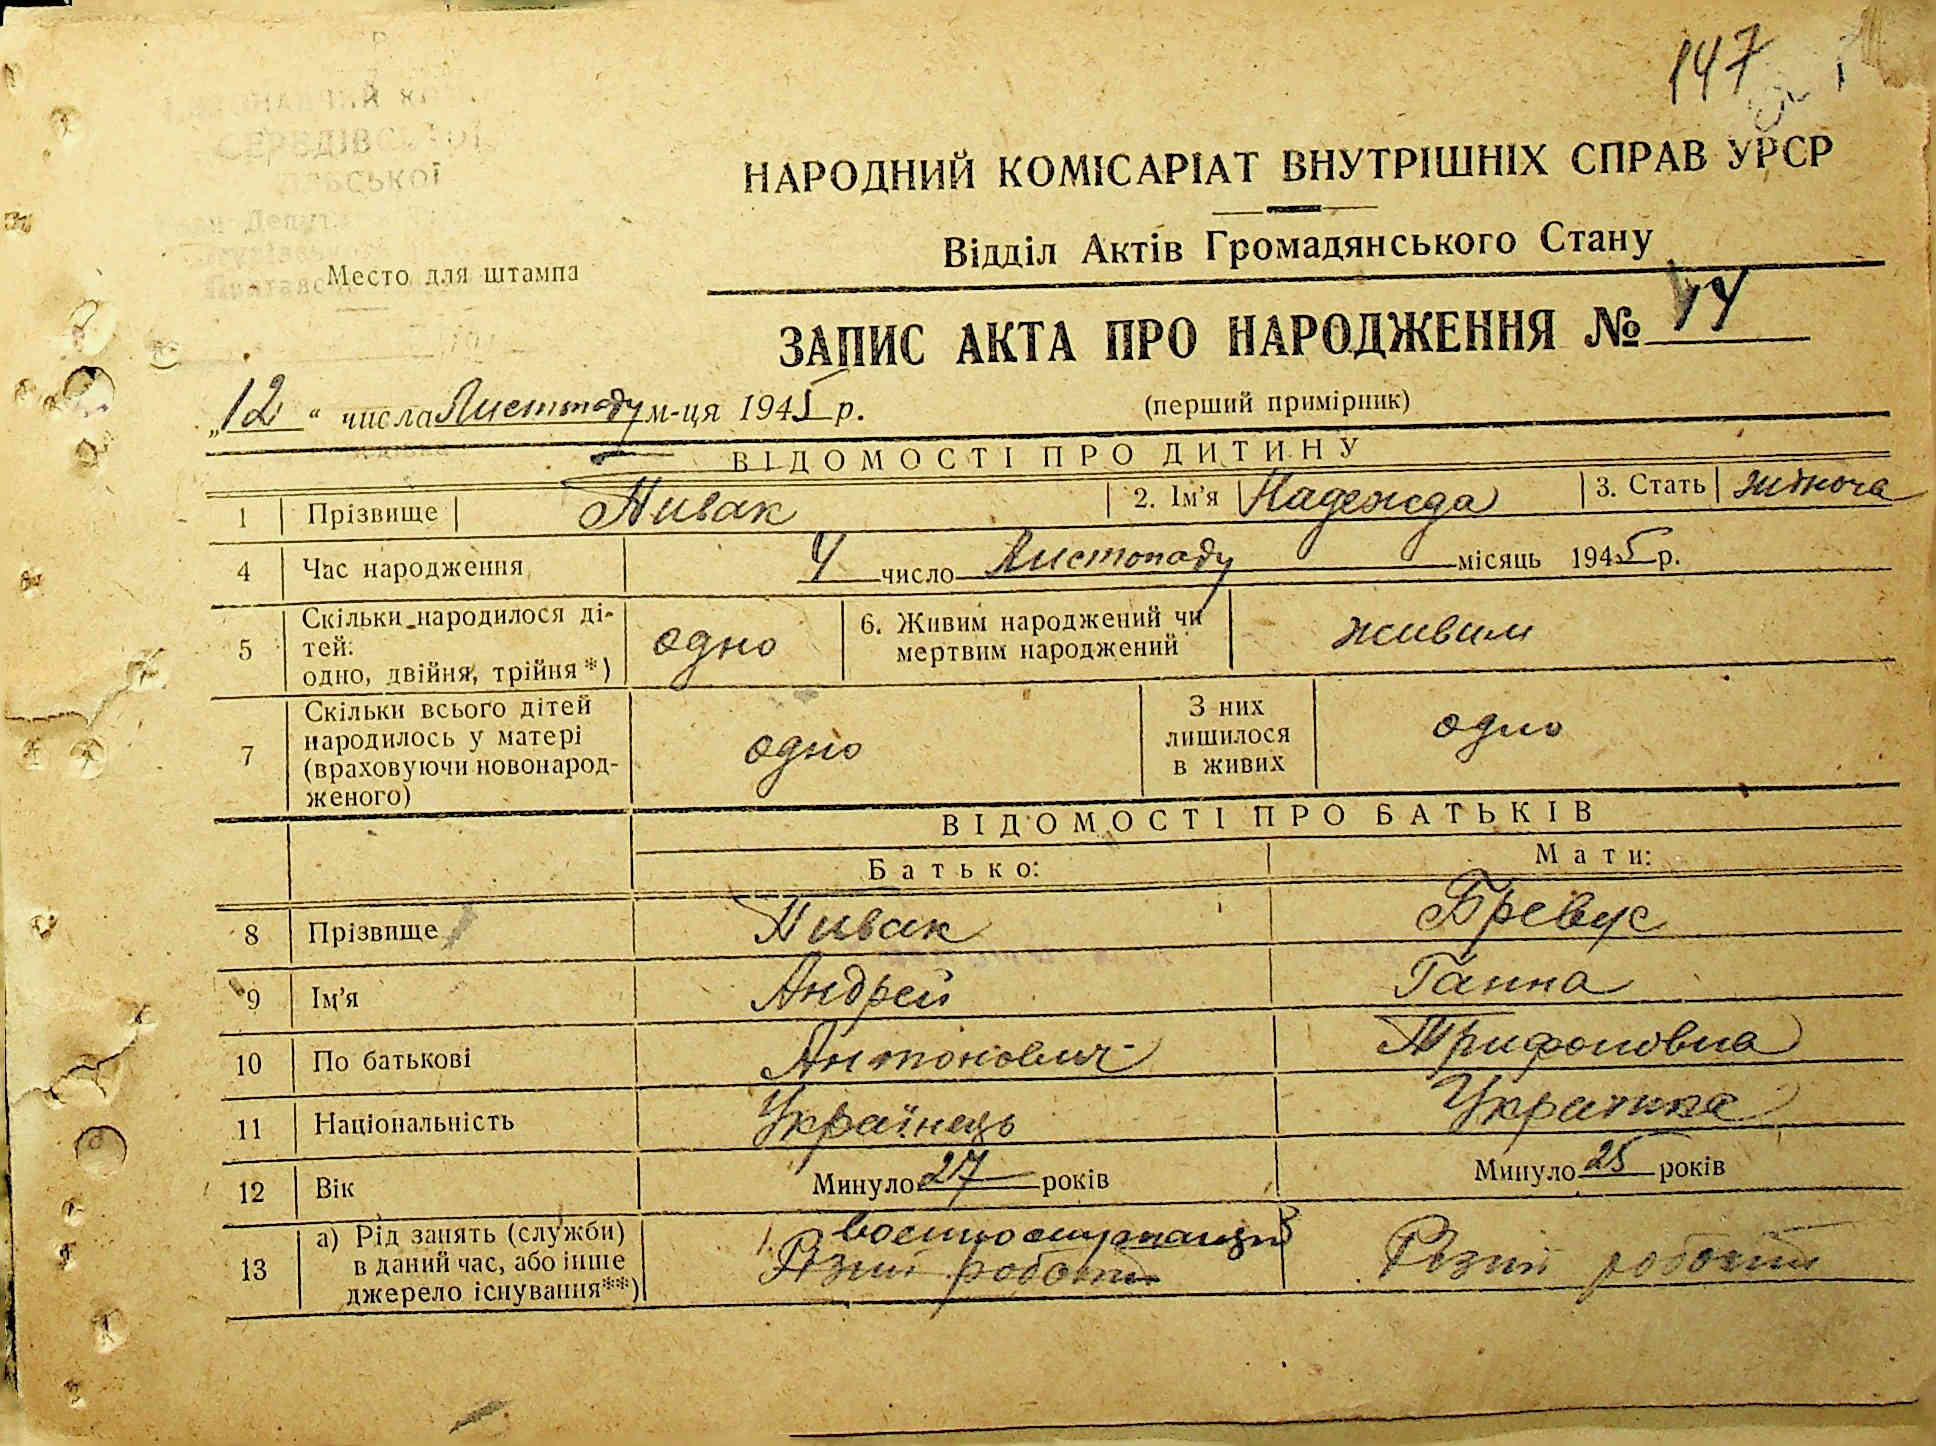 147
СЕРЕДІВСЬКОЇ
НАРОДНИЙ КОМІСАРІАТ ВНУТРІШНІХ СПРАВ УРСР
Відділ Актів Громадянського Стану
Место для штампа
ЗАПИС АКТА ПРО НАРОДЖЕННЯ № 14
„12“ числа Листопаду м-ця 1945 р.
(перший примірник)
ВІДОМОСТІ ПРО ДИТИНУ
1 Прізвище Пивак 2. Ім'я Надежда 3. Стать жіноча
4 Час народження 4 число Листопаду місяць 1945 р.
5 Скільки народилося ді-
тей:
одно, двійня, трійня *) одно 6. Живим народжений чи
мертвим народжений живим
7 Скільки всього дітей
народилось у матері
(враховуючи новонарод-
женого) одно З них
лишилося
в живих одно
ВІДОМОСТІ ПРО БАТЬКІВ
Батько: Мати:
8 Прізвище Пивак Бревус
9 Ім'я Андрей Ганна
10 По батькові Антонович Трифоновна
11 Національність Українець Украинка
12 Вік Минуло 27 років Минуло 25 років
13 а) Рід занять (служби)
в даний час, або інше
джерело існування**) Різні роботи Різні роботи